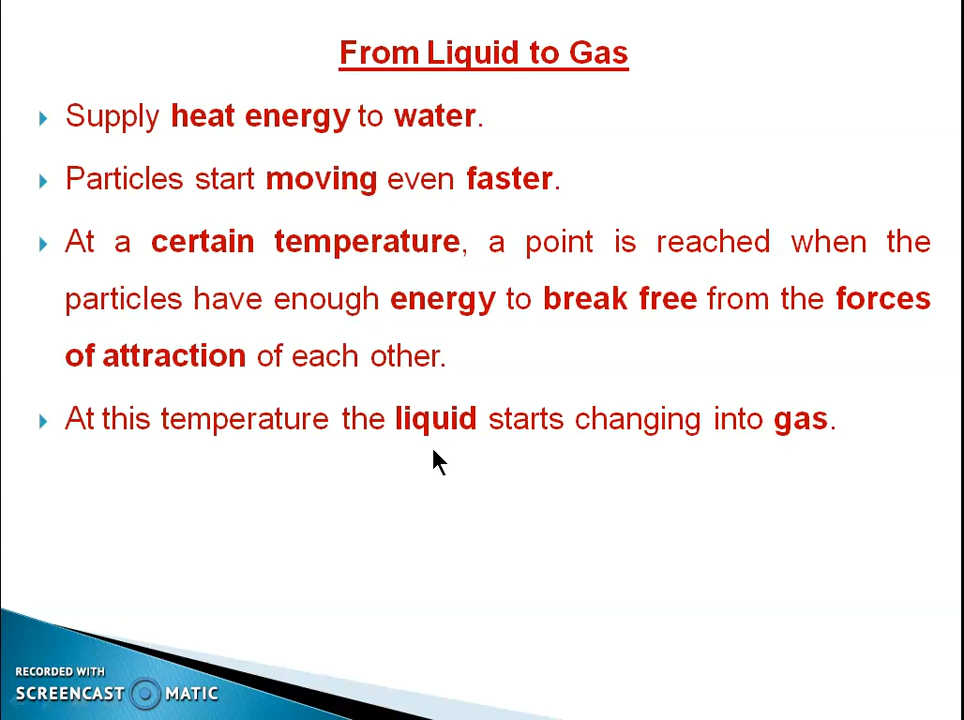 From Liquid to Gas
Supply heat energy to water.
Particles start moving even faster.
At a certain temperature, a point is reached when the
particles have enough energy to break free from the forces
of attraction of each other.
At this temperature the liquid starts changing into gas.
RECORDED WITH
SCREENCAST MATIC